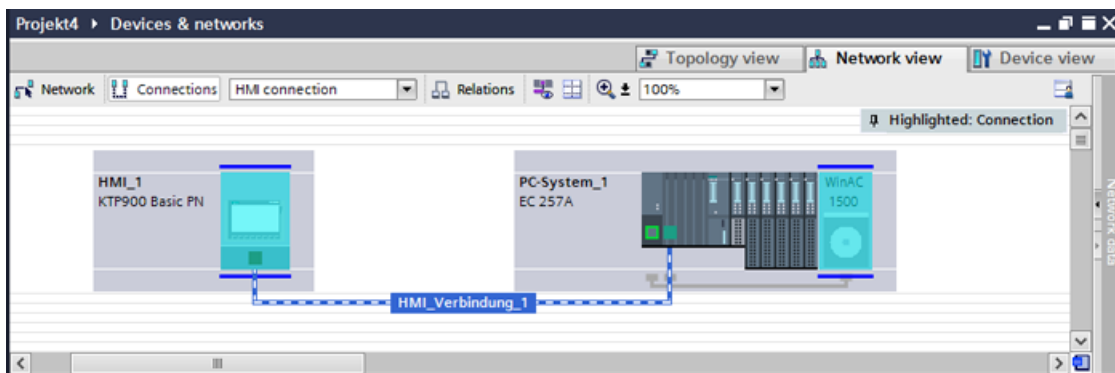 Projekt4 ▸ Devices & networks
Topology view Network view Device view
Network Connections HMI connection Relations 100%
Highlighted: Connection
HMI_1
KTP900 Basic PN
PC-System_1
EC 257A
WinAC
1500
HMI_Verbindung_1
Network data